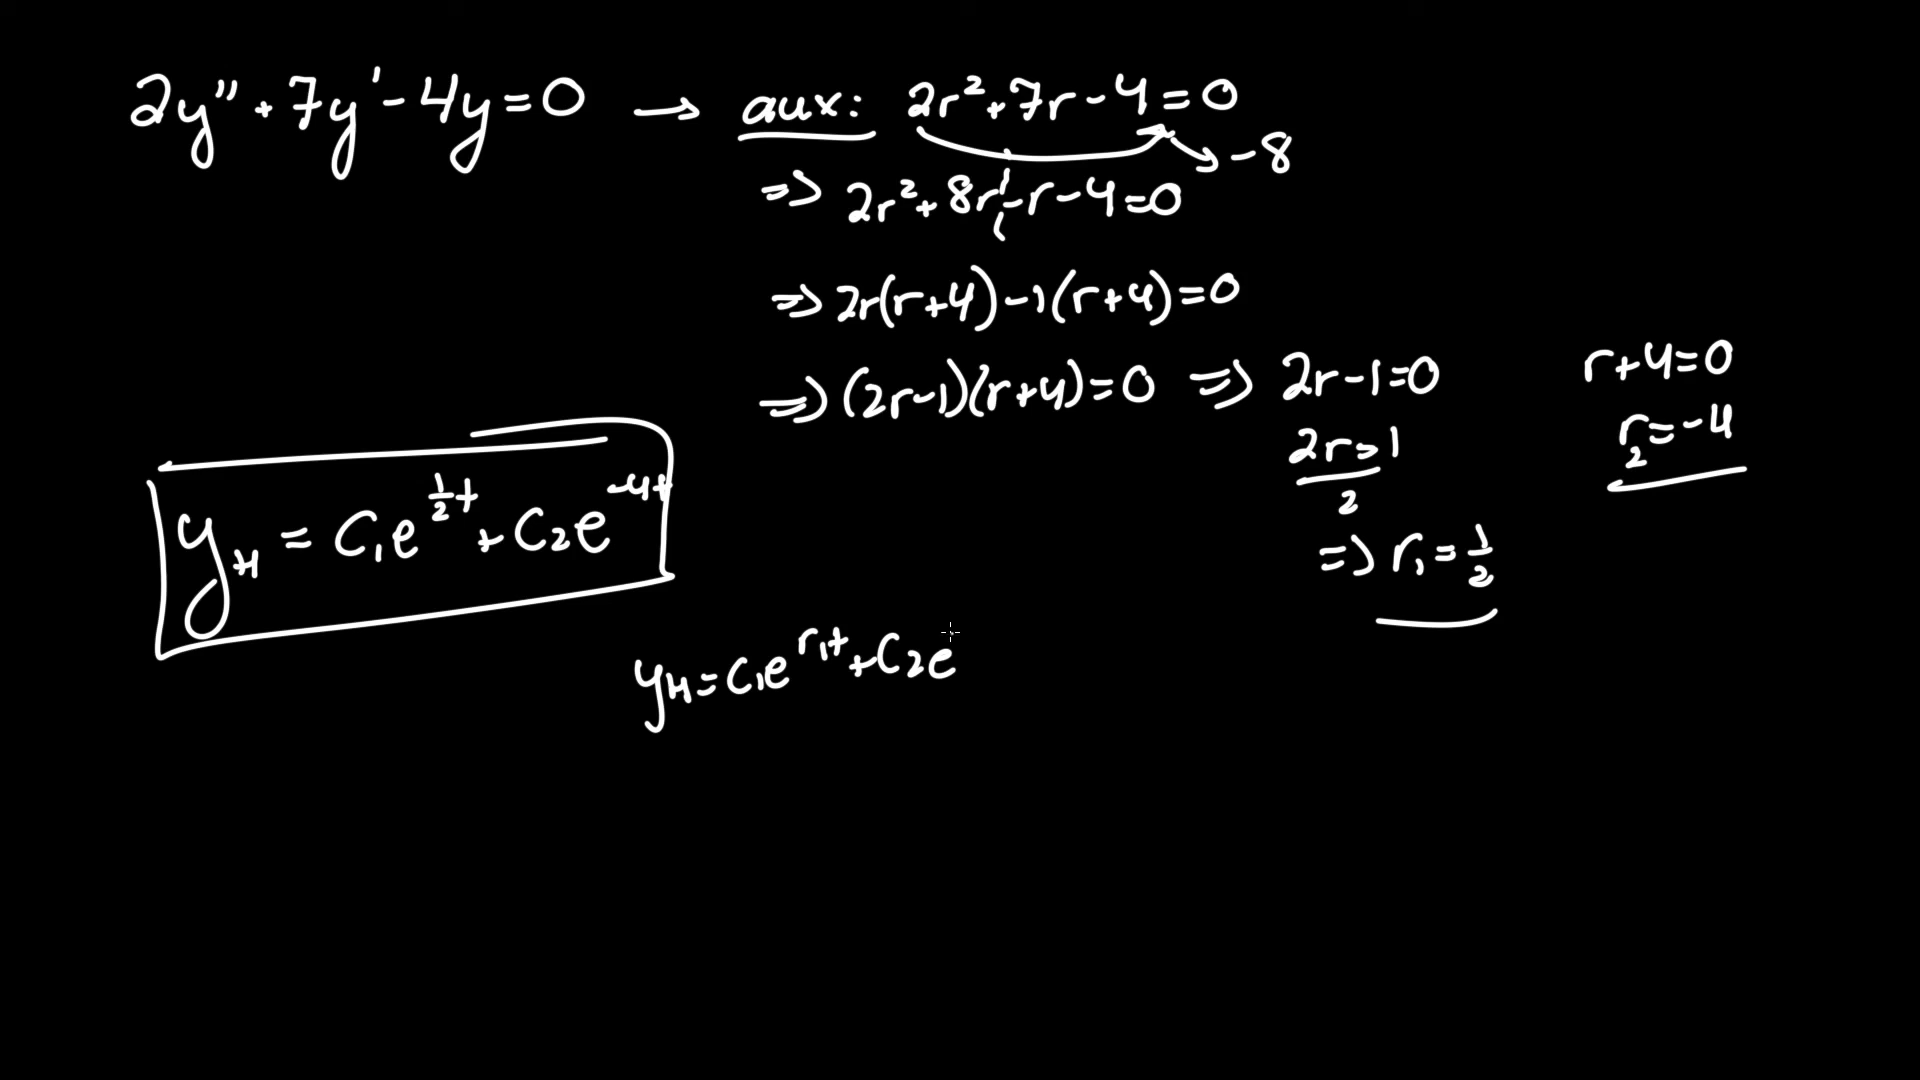 2y'' + 7y' - 4y = 0 → aux: 2r² + 7r - 4 = 0
→ -8
⇒ 2r² + 8r - r - 4 = 0
⇒ 2r(r+4) - 1(r+4) = 0
⇒ (2r-1)(r+4) = 0 ⇒ 2r - 1 = 0
2r = 1
2
⇒ r₁ = 1/2
r + 4 = 0
r₂ = -4
y_H = C₁e^{1/2 t} + C₂e^{-4t}
y_H = C₁e^{r₁t} + C₂e